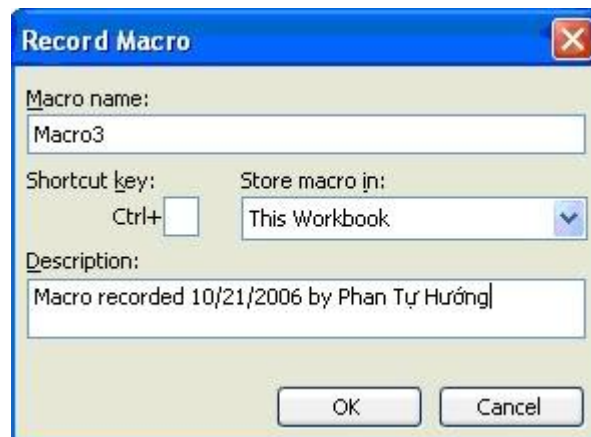 Record Macro
Macro name:
Macro3
Shortcut key: Store macro in:
Ctrl+ This Workbook
Description:
Macro recorded 10/21/2006 by Phan Tự Hướng
OK Cancel